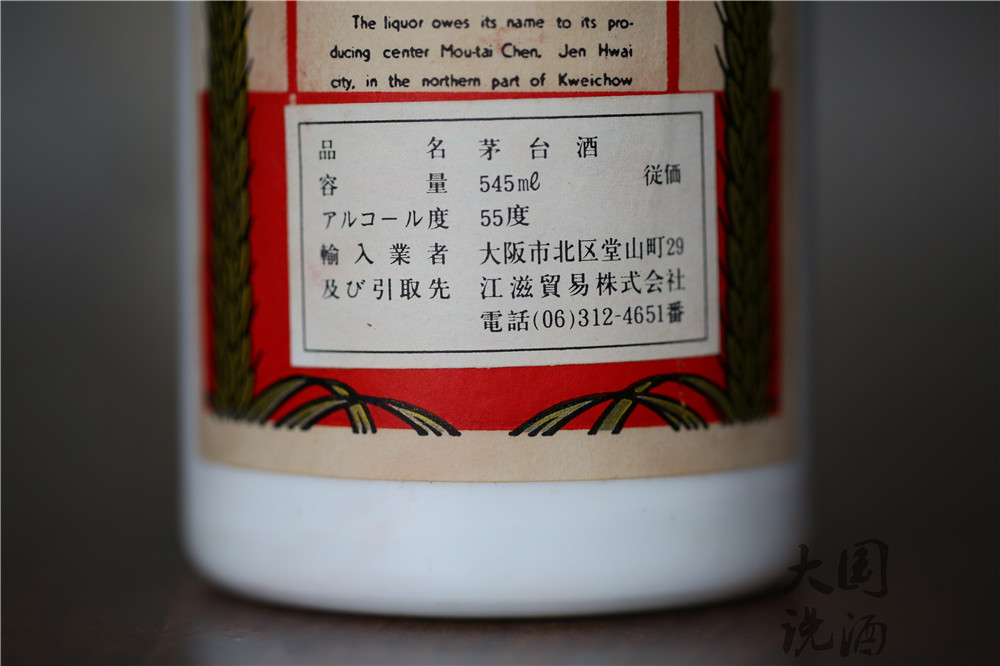 The liquor owes its name to its pro-
ducing center Mou-tai Chen, Jen Hwai
city, in the northern part of Kweichow
品名 茅台酒
容量 545ml 従価
アルコール度 55度
輸入業者 大阪市北区堂山町29
及び引取先 江滋貿易株式会社
電話(06)312-4651番
大国
说酒